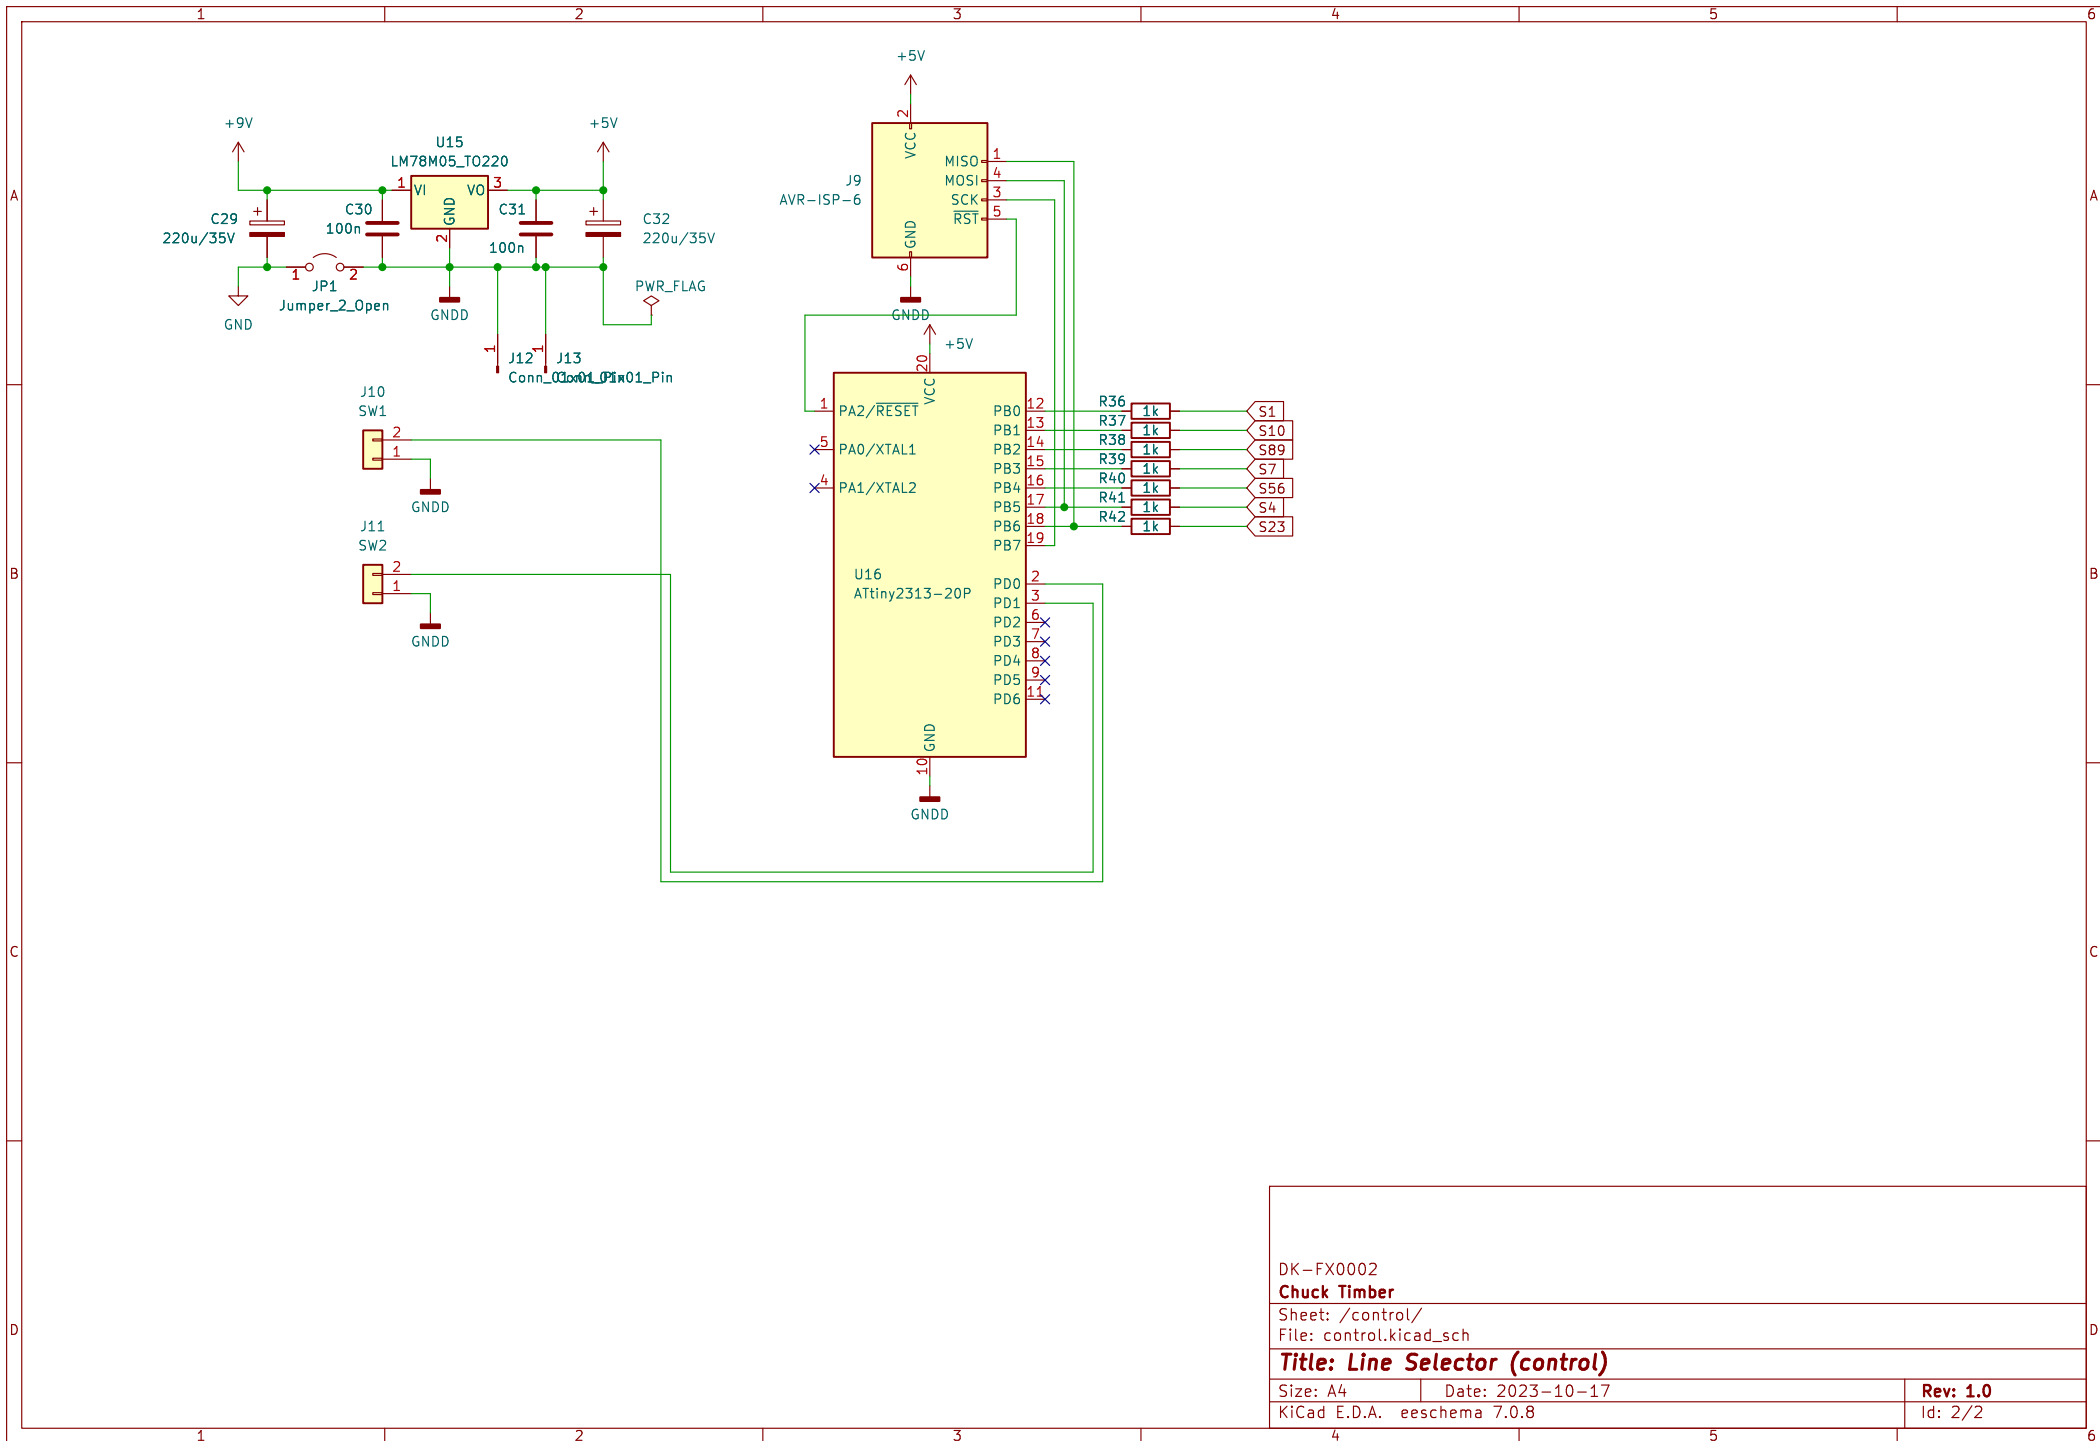 1 2 3 4 5 6
A
B
C
D
A
B
C
D
+9V
U15
LM78M05_TO220
1 VI VO 3
GND
2
+5V
C29
220u/35V
+
C30
100n
C31
100n
+
C32
220u/35V
1 2
JP1
Jumper_2_Open
GND
GNDD
PWR_FLAG
1
J12
Conn_01x01_Pin
1
J13
Conn_01x01_Pin
J10
SW1
2
1
GNDD
J11
SW2
2
1
GNDD
+5V
2
VCC
J9
AVR-ISP-6
MISO 1
MOSI 4
SCK 3
RST 5
GND
6
GNDD
+5V
20
VCC
1 PA2/RESET
5 PA0/XTAL1
4 PA1/XTAL2
PB0 12 R36 1k S1
PB1 13 R37 1k S10
PB2 14 R38 1k S89
PB3 15 R39 1k S7
PB4 16 R40 1k S56
PB5 17 R41 1k S4
PB6 18 R42 1k S23
PB7 19
U16
ATtiny2313-20P
PD0 2
PD1 3
PD2 6
PD3 7
PD4 8
PD5 9
PD6 11
GND
10
GNDD
DK-FX0002
Chuck Timber
Sheet: /control/
File: control.kicad_sch
Title: Line Selector (control)
Size: A4 Date: 2023-10-17 Rev: 1.0
KiCad E.D.A. eeschema 7.0.8 Id: 2/2
1 2 3 4 5 6